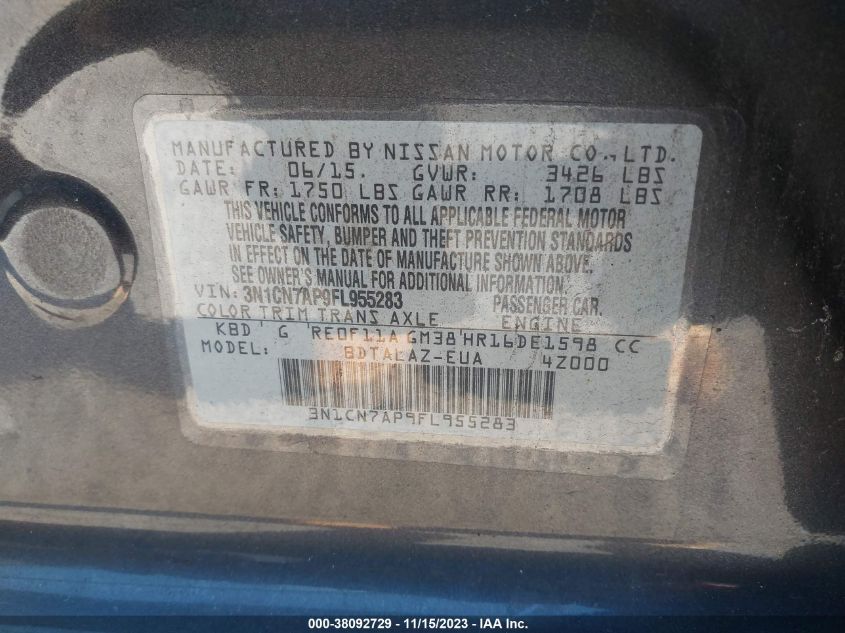 MANUFACTURED BY NISSAN MOTOR CO., LTD.
DATE: 06/15. GVWR: 3426 LBS
GAWR FR: 1750 LBS GAWR RR: 1708 LBS
THIS VEHICLE CONFORMS TO ALL APPLICABLE FEDERAL MOTOR
VEHICLE SAFETY, BUMPER AND THEFT PREVENTION STANDARDS
IN EFFECT ON THE DATE OF MANUFACTURE SHOWN ABOVE.
SEE OWNER'S MANUAL FOR ADDITIONAL INFORMATION.
VIN: 3N1CN7AP9FL955283 PASSENGER CAR.
COLOR TRIM TRANS AXLE ENGINE
KBD ' G ' RE0F11A GM38 'HR16DE1598 CC
MODEL: BDTALAZ-EUA 4Z000
3N1CN7AP9FL955283
000-38092729 - 11/15/2023 - IAA Inc.